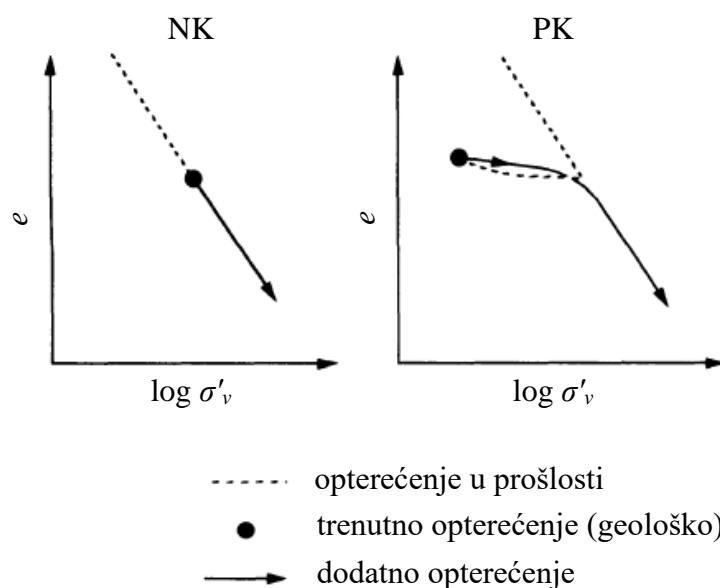 NK
PK
e
e
log σ′v
log σ′v
opterećenje u prošlosti
trenutno opterećenje (geološko)
dodatno opterećenje